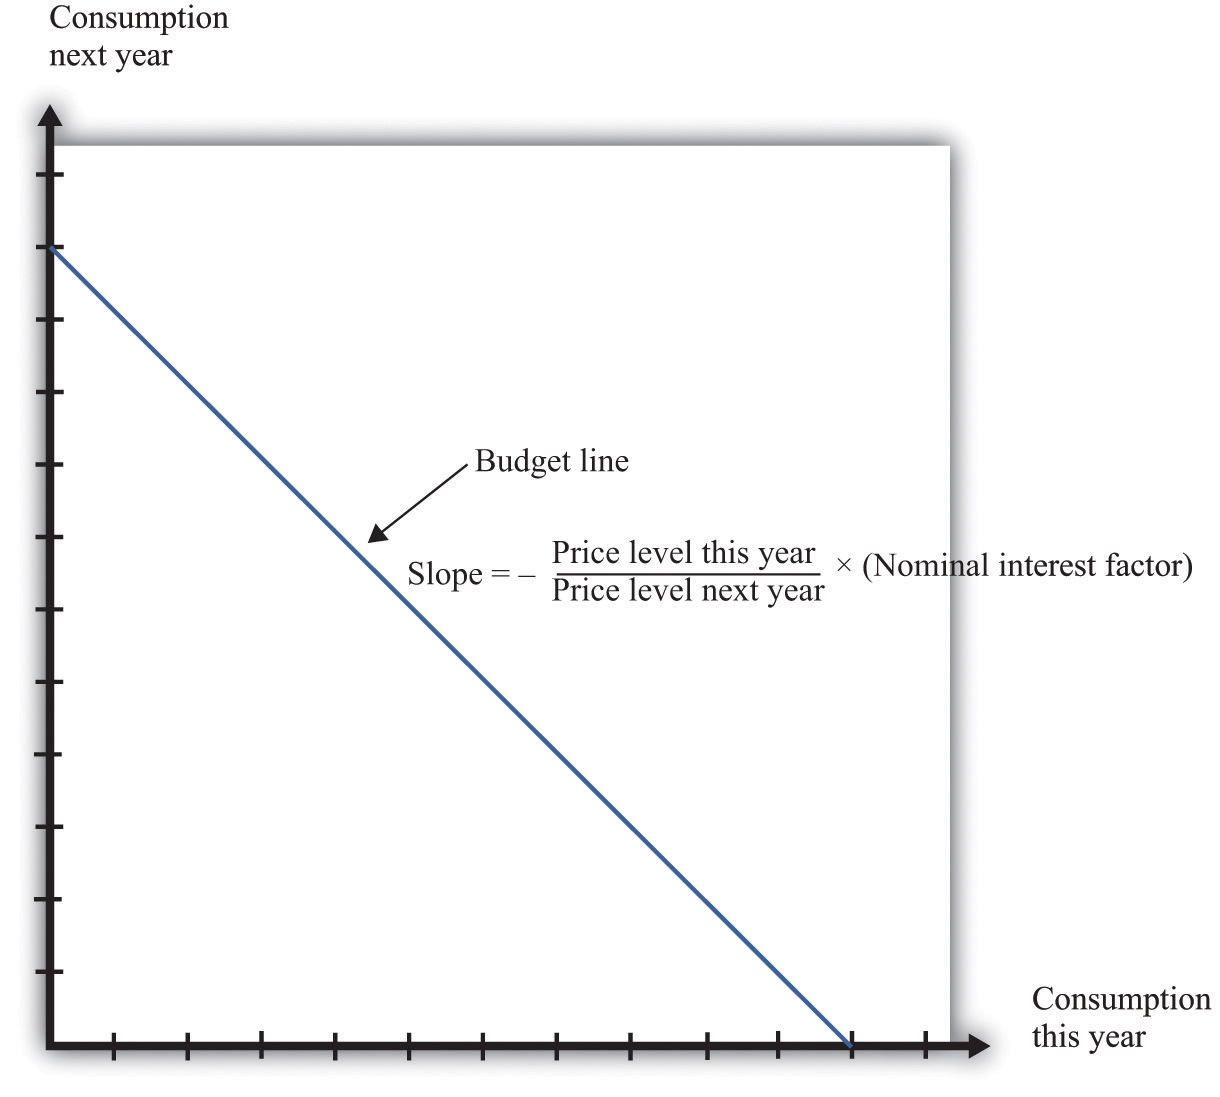 Consumption
next year
Budget line
Slope = – Price level this year / Price level next year × (Nominal interest factor)
Consumption
this year